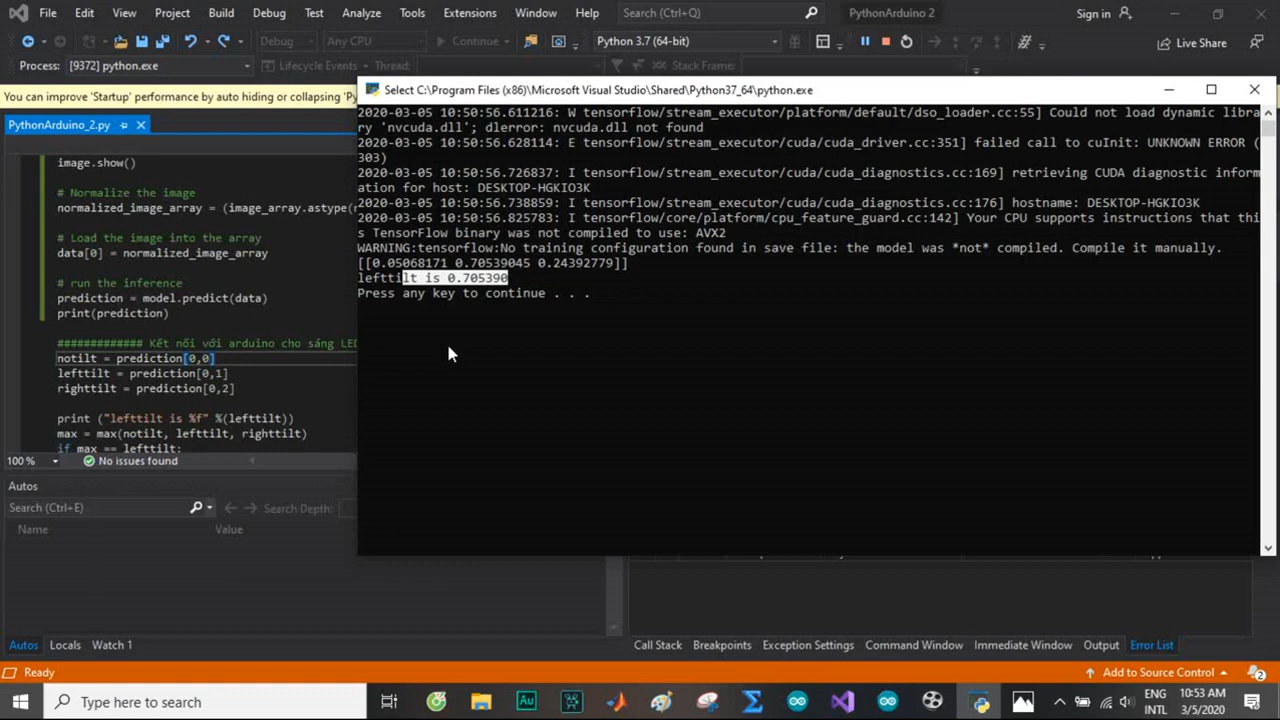 File Edit View Project Build Debug Test Analyze Tools Extensions Window Help Search (Ctrl+Q) PythonArduino 2 Sign in
Debug Any CPU Continue Python 3.7 (64-bit) Live Share
Process: [9372] python.exe Lifecycle Events Thread: Stack Frame:
You can improve 'Startup' performance by auto hiding or collapsing 'Py
Select C:\Program Files (x86)\Microsoft Visual Studio\Shared\Python37_64\python.exe
PythonArduino_2.py
2020-03-05 10:50:56.611216: W tensorflow/stream_executor/platform/default/dso_loader.cc:55] Could not load dynamic libra
ry 'nvcuda.dll'; dlerror: nvcuda.dll not found
2020-03-05 10:50:56.628114: E tensorflow/stream_executor/cuda/cuda_driver.cc:351] failed call to cuInit: UNKNOWN ERROR (
303)
2020-03-05 10:50:56.726837: I tensorflow/stream_executor/cuda/cuda_diagnostics.cc:169] retrieving CUDA diagnostic inform
ation for host: DESKTOP-HGKIO3K
2020-03-05 10:50:56.738859: I tensorflow/stream_executor/cuda/cuda_diagnostics.cc:176] hostname: DESKTOP-HGKIO3K
2020-03-05 10:50:56.825783: I tensorflow/core/platform/cpu_feature_guard.cc:142] Your CPU supports instructions that thi
s TensorFlow binary was not compiled to use: AVX2
WARNING:tensorflow:No training configuration found in save file: the model was *not* compiled. Compile it manually.
[[0.05068171 0.70539045 0.24392779]]
lefttilt is 0.705390
Press any key to continue . . .
image.show()
# Normalize the image
normalized_image_array = (image_array.astype(n
# Load the image into the array
data[0] = normalized_image_array
# run the inference
prediction = model.predict(data)
print(prediction)
############# Kết nối với arduino cho sáng LED
notilt = prediction[0,0]
lefttilt = prediction[0,1]
righttilt = prediction[0,2]
print ("lefttilt is %f" %(lefttilt))
max = max(notilt, lefttilt, righttilt)
if max == lefttilt:
100 % No issues found
Autos
Search (Ctrl+E) Search Depth:
Name Value
Autos Locals Watch 1 Call Stack Breakpoints Exception Settings Command Window Immediate Window Output Error List
Ready Add to Source Control 2
Type here to search Au ENG INTL 10:53 AM 3/5/2020